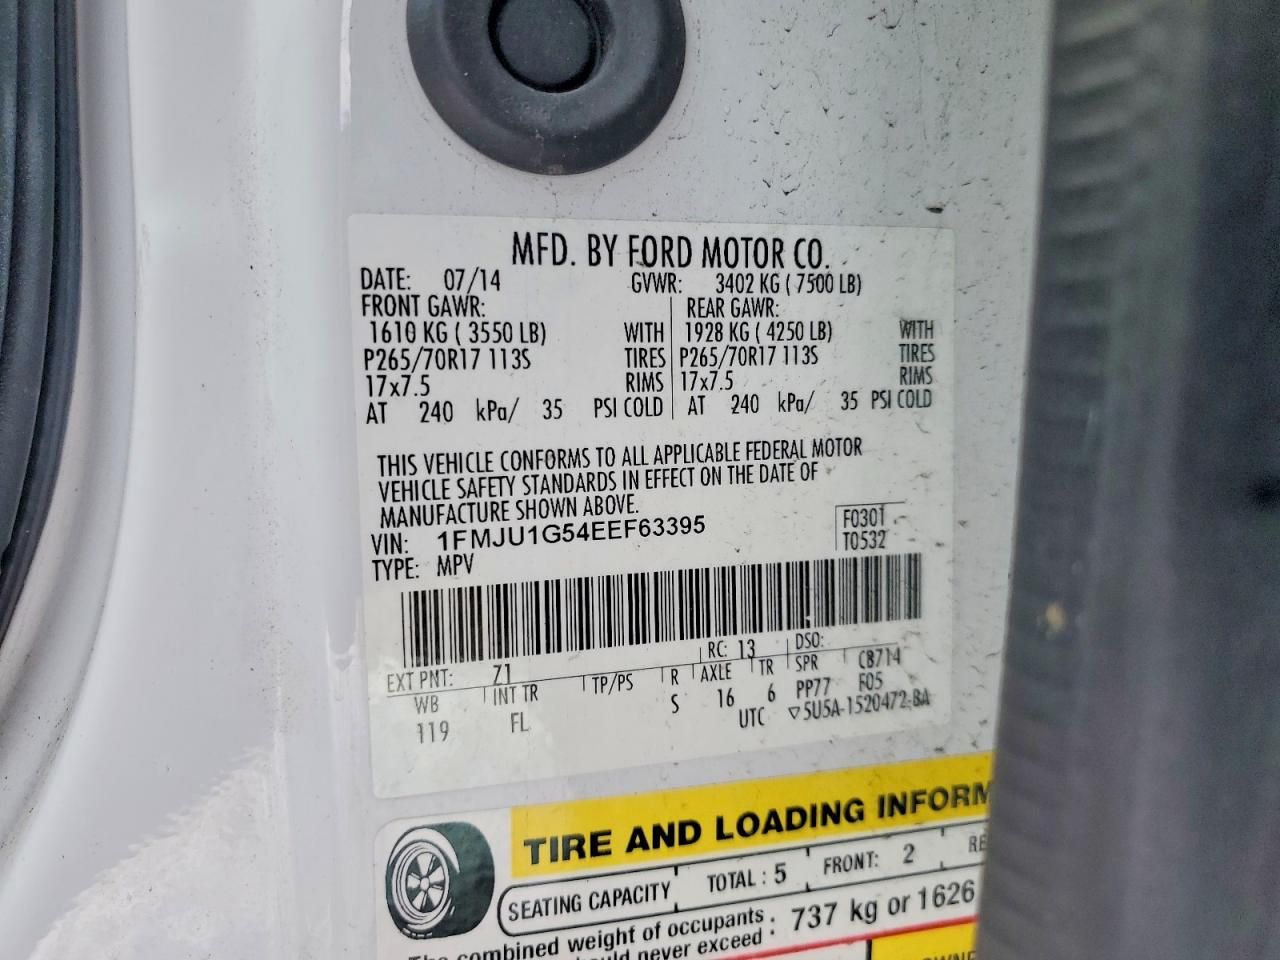 MFD. BY FORD MOTOR CO.
DATE: 07/14 GVWR: 3402 KG ( 7500 LB)
FRONT GAWR: REAR GAWR:
1610 KG ( 3550 LB) WITH 1928 KG ( 4250 LB) WITH
P265/70R17 113S TIRES P265/70R17 113S TIRES
17x7.5 RIMS 17x7.5 RIMS
AT 240 kPa/ 35 PSI COLD AT 240 kPa/ 35 PSI COLD
THIS VEHICLE CONFORMS TO ALL APPLICABLE FEDERAL MOTOR
VEHICLE SAFETY STANDARDS IN EFFECT ON THE DATE OF
MANUFACTURE SHOWN ABOVE.
VIN: 1FMJU1G54EEF63395 F0301
TYPE: MPV T0532
EXT PNT: Z1 RC: 13 DSO:
WB INT TR TP/PS R AXLE TR SPR CB714
119 FL S 16 6 PP77 F05
UTC ▽5U5A-1520472-BA
TIRE AND LOADING INFORM
SEATING CAPACITY TOTAL : 5 FRONT: 2 RE
The combined weight of occupants
should never exceed : 737 kg or 1626
OWNE